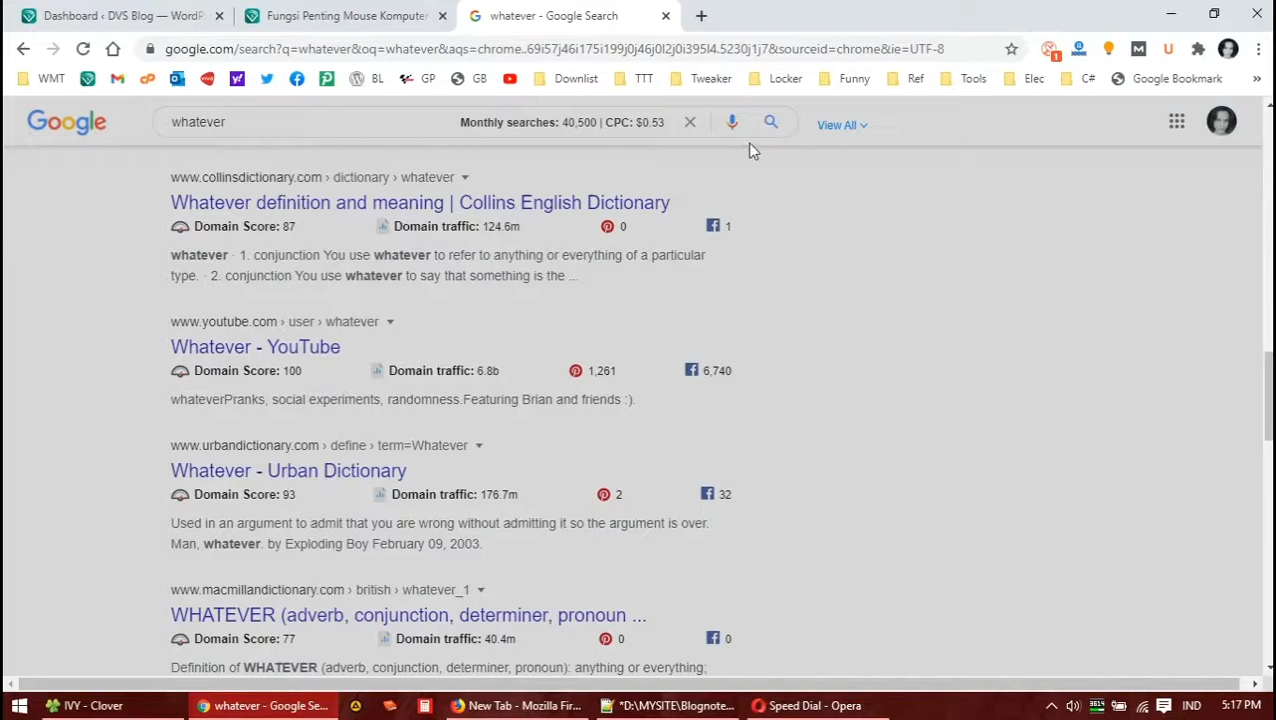 Dashboard ‹ DVS Blog — WordPr
Fungsi Penting Mouse Komputer
whatever - Google Search
google.com/search?q=whatever&oq=whatever&aqs=chrome..69i57j46i175i199j0j46j0l2j0i395l4.5230j1j7&sourceid=chrome&ie=UTF-8
1
WMT
BL
GP
GB
Downlist
TTT
Tweaker
Locker
Funny
Ref
Tools
Elec
C#
Google Bookmark
»
Google
whatever
Monthly searches: 40,500 | CPC: $0.53
View All
www.collinsdictionary.com › dictionary › whatever
Whatever definition and meaning | Collins English Dictionary
Domain Score: 87 Domain traffic: 124.6m 0 1
whatever · 1. conjunction You use whatever to refer to anything or everything of a particular
type. · 2. conjunction You use whatever to say that something is the ...
www.youtube.com › user › whatever
Whatever - YouTube
Domain Score: 100 Domain traffic: 6.8b 1,261 6,740
whateverPranks, social experiments, randomness.Featuring Brian and friends :).
www.urbandictionary.com › define › term=Whatever
Whatever - Urban Dictionary
Domain Score: 93 Domain traffic: 176.7m 2 32
Used in an argument to admit that you are wrong without admitting it so the argument is over.
Man, whatever. by Exploding Boy February 09, 2003.
www.macmillandictionary.com › british › whatever_1
WHATEVER (adverb, conjunction, determiner, pronoun ...
Domain Score: 77 Domain traffic: 40.4m 0 0
Definition of WHATEVER (adverb, conjunction, determiner, pronoun): anything or everything;
IVY - Clover
whatever - Google Se...
New Tab - Mozilla Fir...
*D:\MYSITE\Blognote...
Speed Dial - Opera
IND
5:17 PM